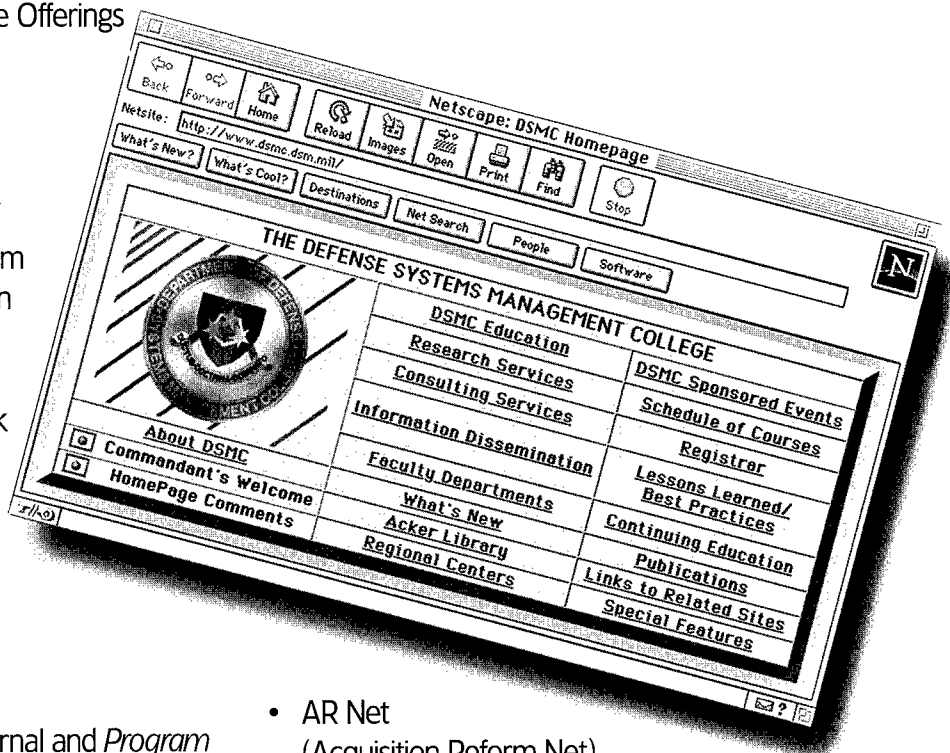 e Offerings
Netscape: DSMC Homepage
Back
Forward
Home
Reload
Images
Open
Print
Find
Stop
Netsite: http://www.dsmc.dsm.mil/
What's New?
What's Cool?
Destinations
Net Search
People
Software
N
THE DEFENSE SYSTEMS MANAGEMENT COLLEGE
About DSMC
Commandant's Welcome
HomePage Comments
DSMC Education
Research Services
Consulting Services
Information Dissemination
Faculty Departments
What's New
Acker Library
Regional Centers
DSMC Sponsored Events
Schedule of Courses
Registrar
Lessons Learned/
Best Practices
Continuing Education
Publications
Links to Related Sites
Special Features
m
n
k
?
rnal and Program
• AR Net
(Acquisition Reform Net)